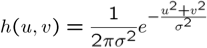 h(u, v) = \frac{1}{2\pi\sigma^2} e^{-\frac{u^2+v^2}{\sigma^2}}